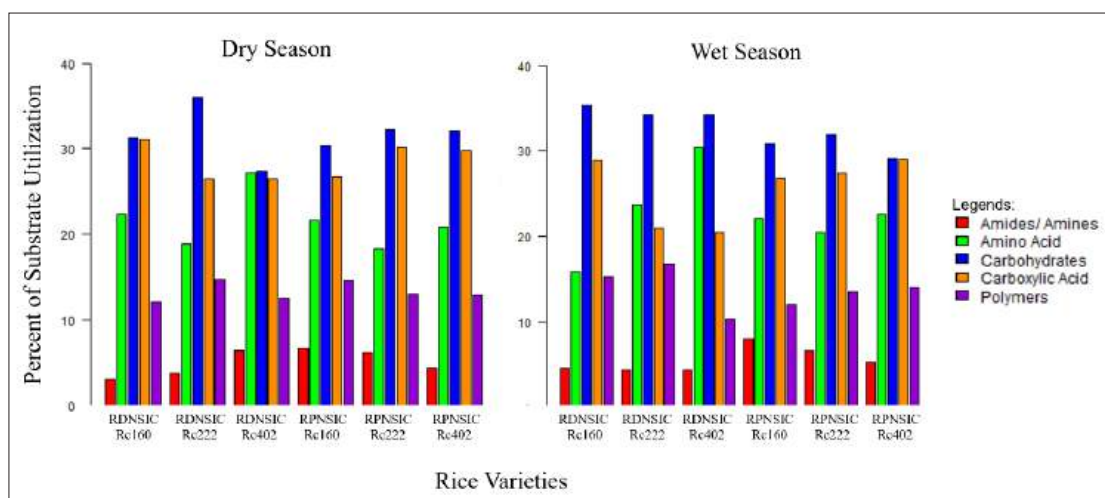 Dry Season
Wet Season
Percent of Substrate Utilization
40
30
20
10
0
40
30
20
10
RDNSIC
Rc160
RDNSIC
Rc222
RDNSIC
Rc402
RPNSIC
Rc160
RPNSIC
Rc222
RPNSIC
Rc402
RDNSIC
Rc160
RDNSIC
Rc222
RDNSIC
Rc402
RPNSIC
Rc160
RPNSIC
Rc222
RPNSIC
Rc402
Legends:
Amides/ Amines
Amino Acid
Carbohydrates
Carboxylic Acid
Polymers
Rice Varieties